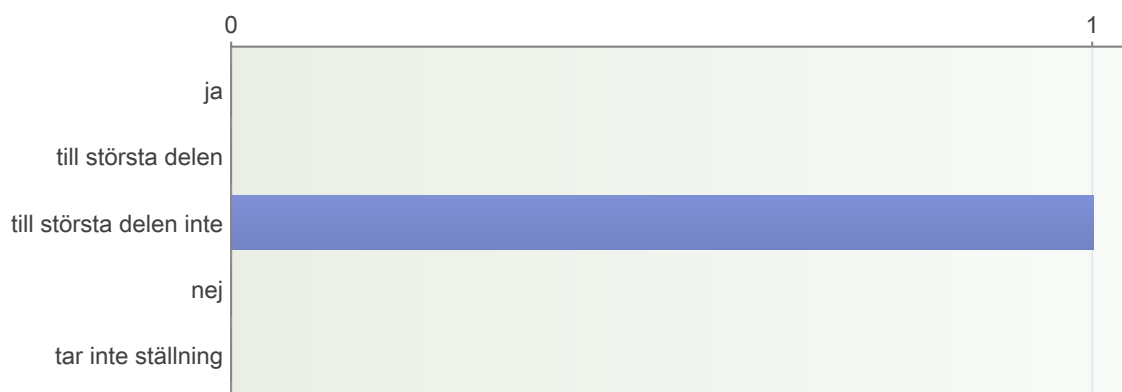 0 1
ja
till största delen
till största delen inte
nej
tar inte ställning